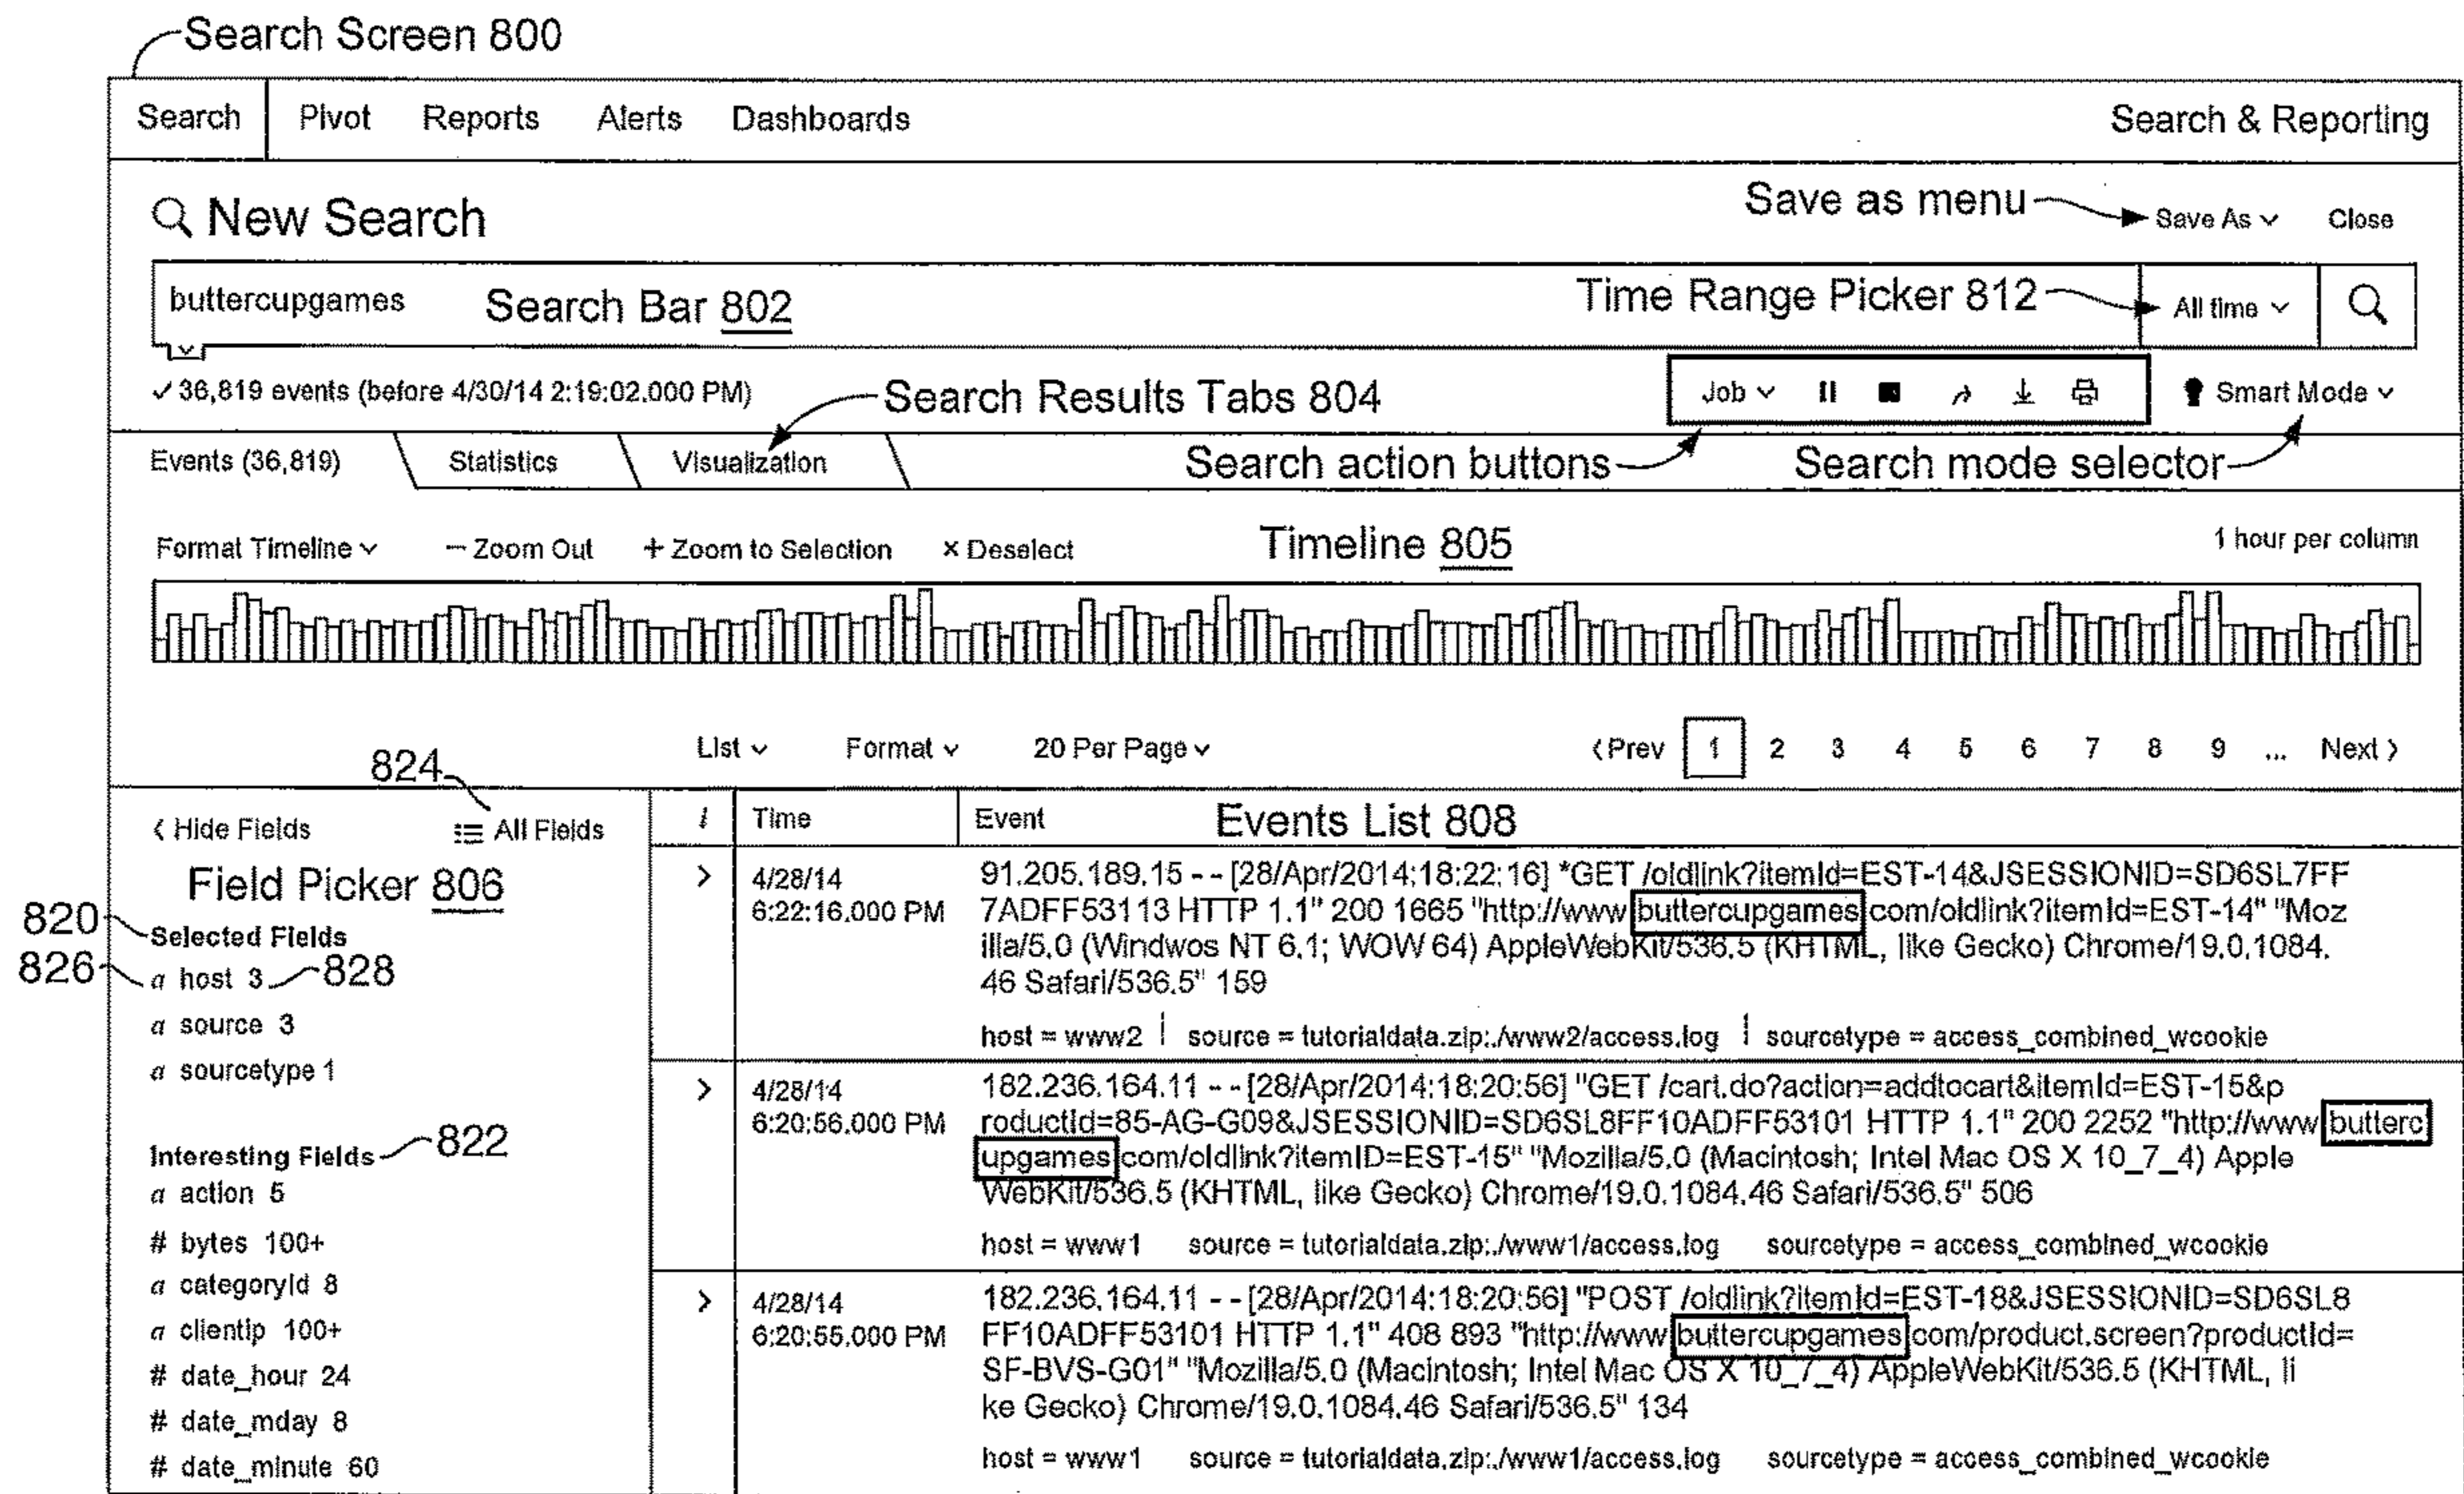 Search Screen 800
Search Pivot Reports Alerts Dashboards Search & Reporting
New Search Save as menu Save As Close
buttercupgames Search Bar 802 Time Range Picker 812 All time
✓ 36,819 events (before 4/30/14 2:19:02.000 PM) Search Results Tabs 804 Job Smart Mode
Events (36,819) Statistics Visualization Search action buttons Search mode selector
Format Timeline — Zoom Out + Zoom to Selection × Deselect Timeline 805 1 hour per column
List Format 20 Per Page < Prev 1 2 3 4 5 6 7 8 9 ... Next >
824
< Hide Fields All Fields i Time Event Events List 808
Field Picker 806
820 Selected Fields
826 a host 3 828
a source 3
a sourcetype 1
Interesting Fields 822
a action 5
# bytes 100+
a categoryId 8
a clientip 100+
# date_hour 24
# date_mday 8
# date_minute 60
> 4/28/14
6:22:16.000 PM
91.205.189.15 - - [28/Apr/2014:18:22:16] *GET /oldlink?itemId=EST-14&JSESSIONID=SD6SL7FF
7ADFF53113 HTTP 1.1" 200 1665 "http://www buttercupgames com/oldlink?itemId=EST-14" "Moz
illa/5.0 (Windwos NT 6.1; WOW 64) AppleWebKit/536.5 (KHTML, like Gecko) Chrome/19.0.1084.
46 Safari/536.5" 159
host = www2 | source = tutorialdata.zip:./www2/access.log | sourcetype = access_combined_wcookie
> 4/28/14
6:20:56.000 PM
182.236.164.11 - - [28/Apr/2014:18:20:56] "GET /cart.do?action=addtocart&itemId=EST-15&p
roductId=85-AG-G09&JSESSIONID=SD6SL8FF10ADFF53101 HTTP 1.1" 200 2252 "http://www butterc
upgames com/oldlink?itemID=EST-15" "Mozilla/5.0 (Macintosh; Intel Mac OS X 10_7_4) Apple
WebKit/536.5 (KHTML, like Gecko) Chrome/19.0.1084.46 Safari/536.5" 506
host = www1 source = tutorialdata.zip:./www1/access.log sourcetype = access_combined_wcookie
> 4/28/14
6:20:55.000 PM
182.236.164.11 - - [28/Apr/2014:18:20:56] "POST /oldlink?itemId=EST-18&JSESSIONID=SD6SL8
FF10ADFF53101 HTTP 1.1" 408 893 "http://www buttercupgames com/product.screen?productId=
SF-BVS-G01" "Mozilla/5.0 (Macintosh; Intel Mac OS X 10_7_4) AppleWebKit/536.5 (KHTML, li
ke Gecko) Chrome/19.0.1084.46 Safari/536.5" 134
host = www1 source = tutorialdata.zip:./www1/access.log sourcetype = access_combined_wcookie